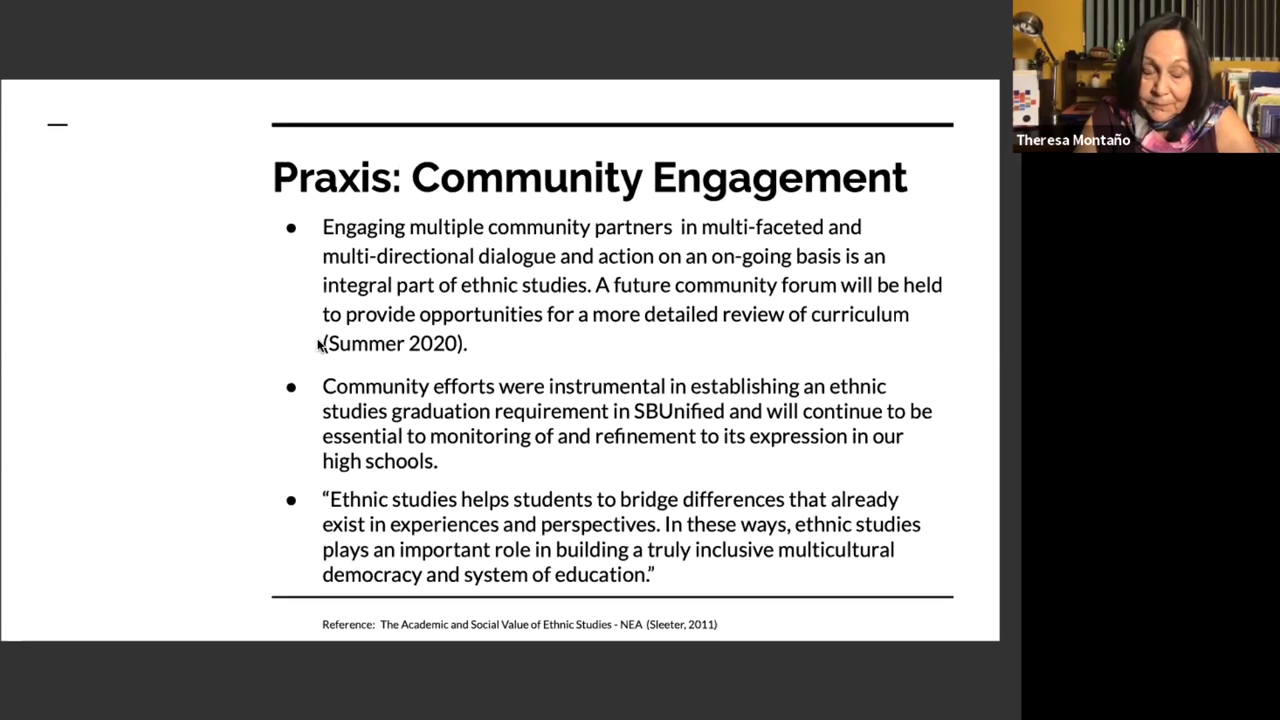 Praxis: Community Engagement
● Engaging multiple community partners in multi-faceted and
multi-directional dialogue and action on an on-going basis is an
integral part of ethnic studies. A future community forum will be held
to provide opportunities for a more detailed review of curriculum
(Summer 2020).
● Community efforts were instrumental in establishing an ethnic
studies graduation requirement in SBUnified and will continue to be
essential to monitoring of and refinement to its expression in our
high schools.
● “Ethnic studies helps students to bridge differences that already
exist in experiences and perspectives. In these ways, ethnic studies
plays an important role in building a truly inclusive multicultural
democracy and system of education.”
Reference: The Academic and Social Value of Ethnic Studies - NEA (Sleeter, 2011)
Theresa Montaño